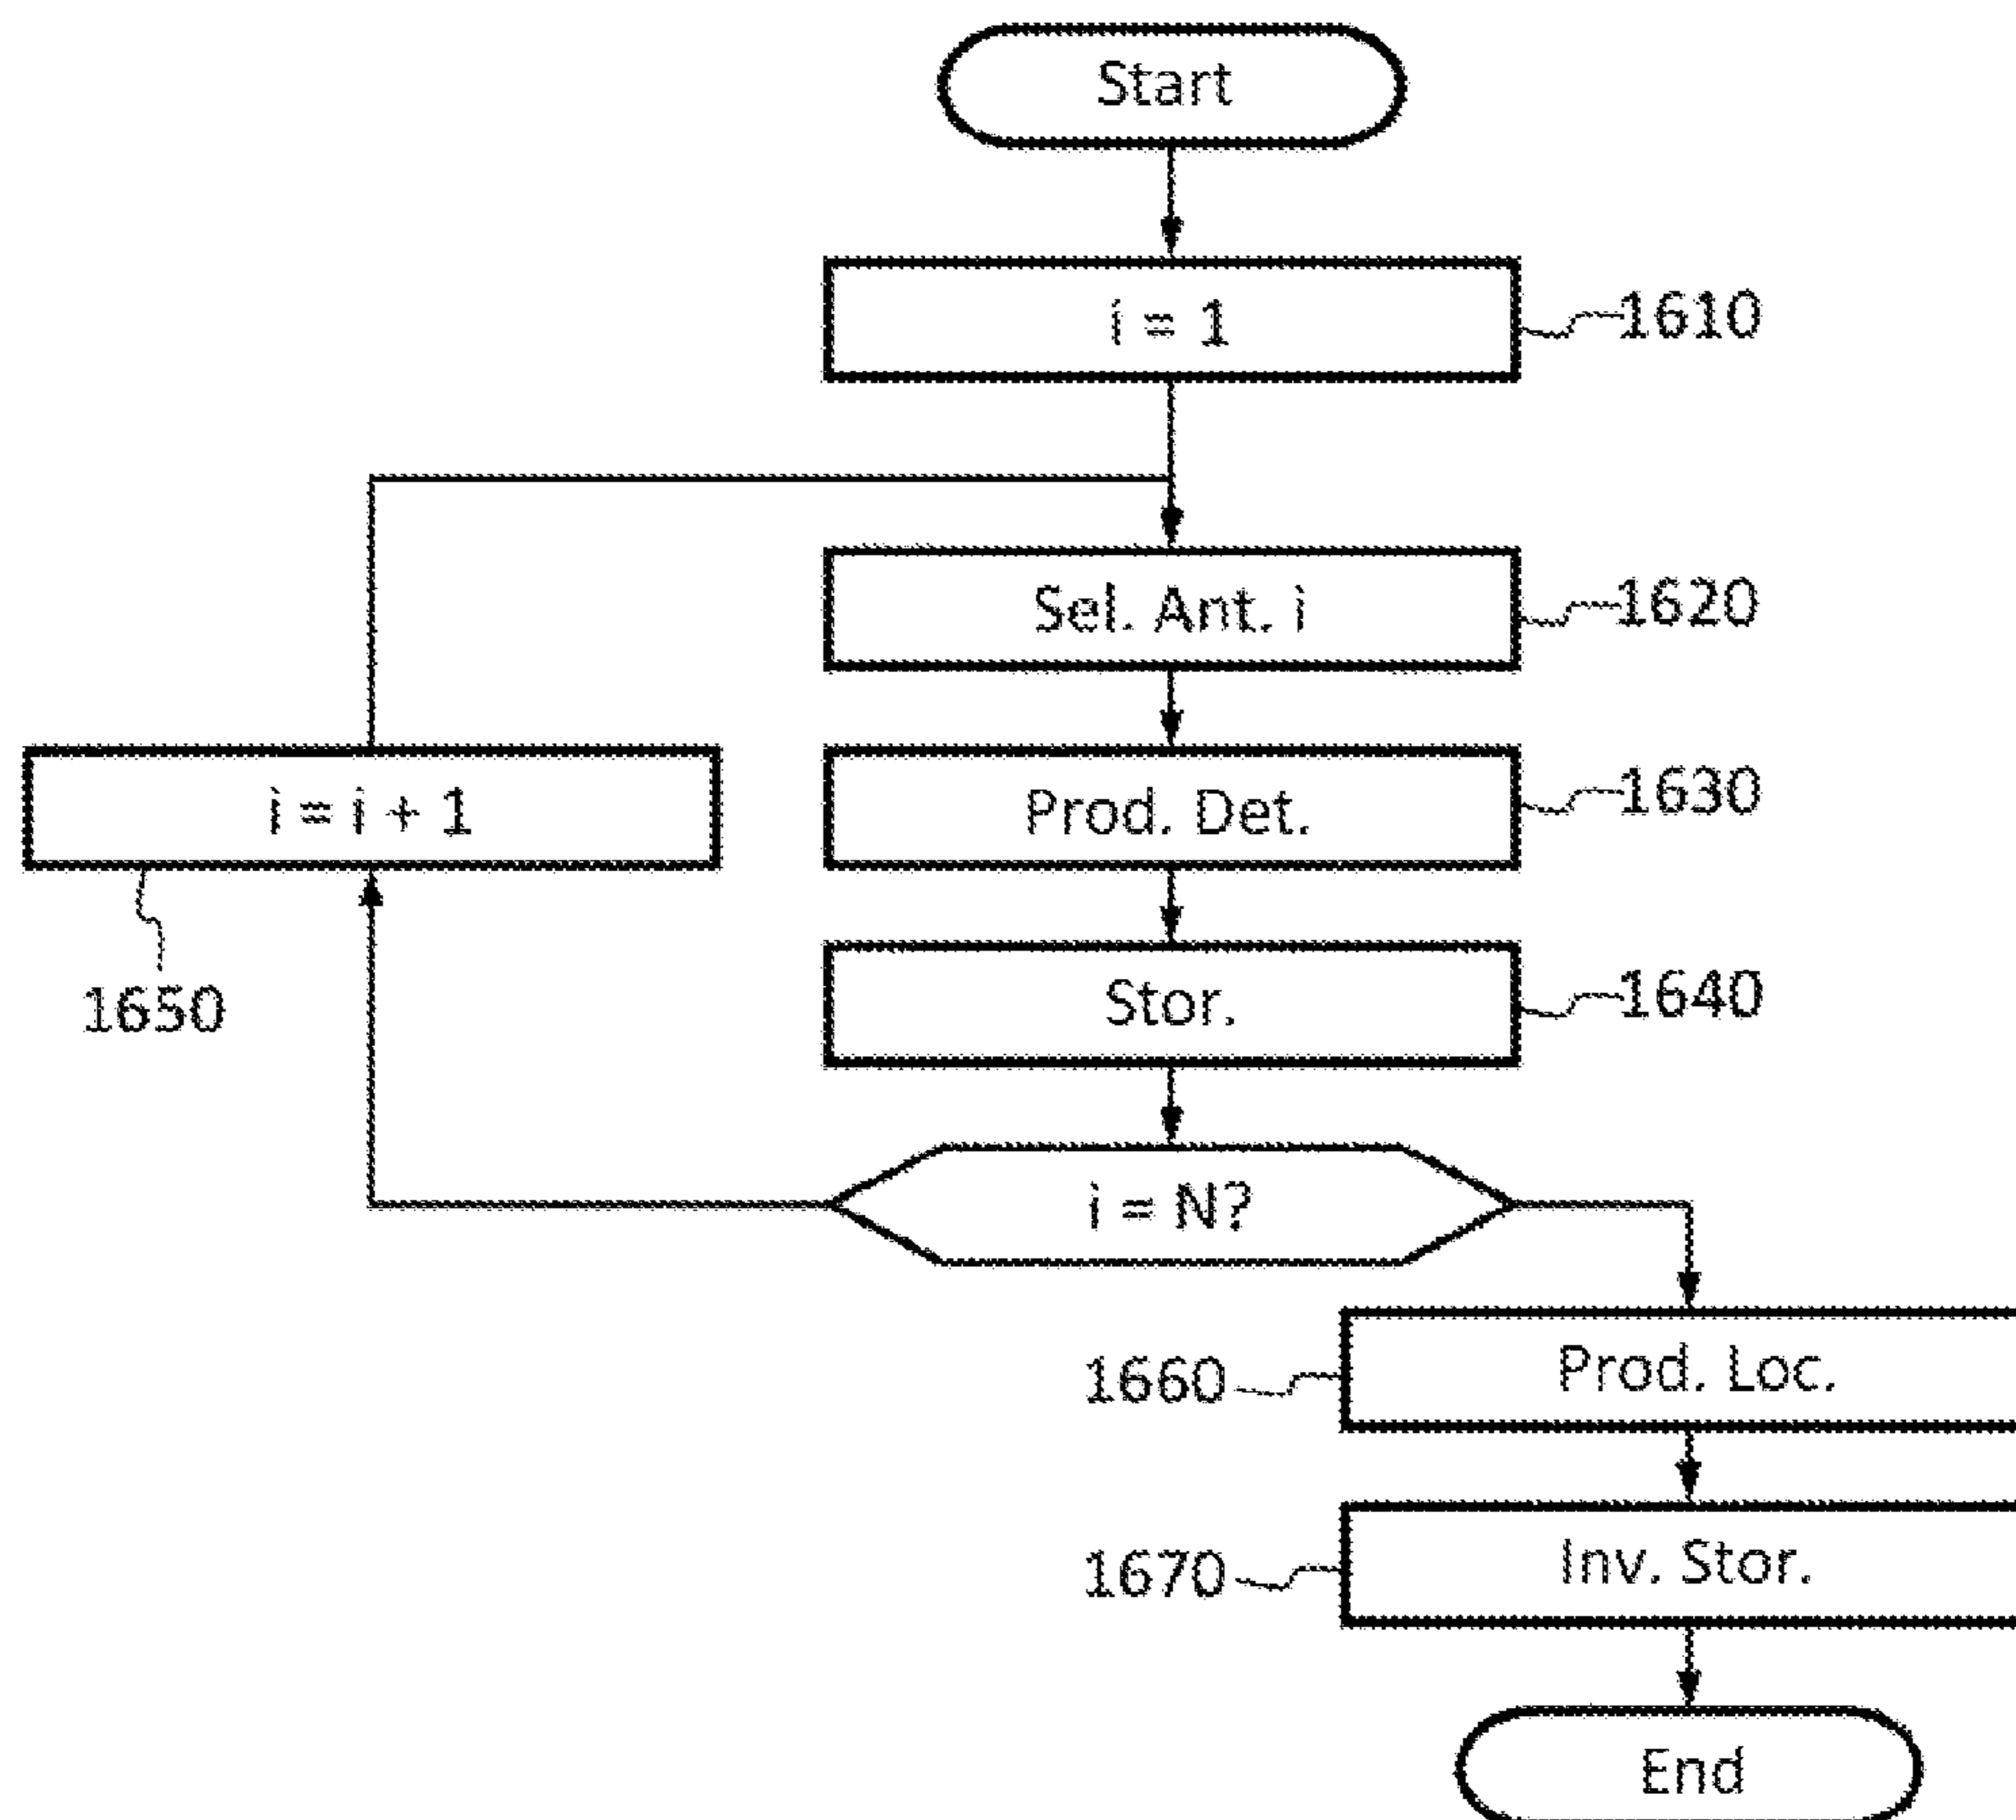 Start
i = 1
1610
Sel. Ant. i
1620
i = i + 1
Prod. Det.
1630
1650
Stor.
1640
i = N?
1660
Prod. Loc.
1670
Inv. Stor.
End